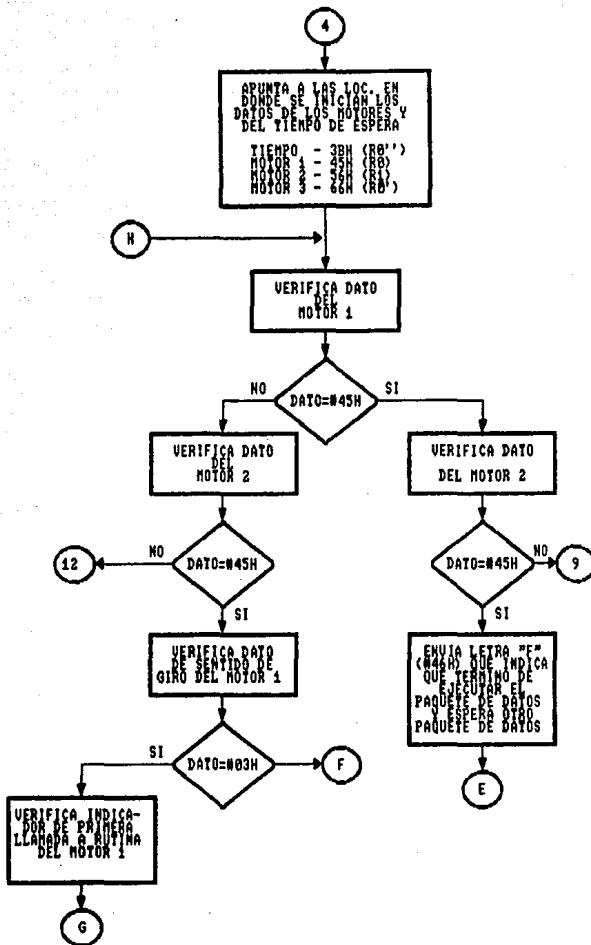 4
APUNTA A LAS LOC. EN
DONDE SE INICIAN LOS
DATOS DE LOS MOTORES Y
DEL TIEMPO DE ESPERA
TIEMPO - 3BH (R0'')
MOTOR 1 - 45H (R0)
MOTOR 2 - 56H (R1)
MOTOR 3 - 66H (R0')
H
VERIFICA DATO
DEL
MOTOR 1
NO
DATO=#45H
SI
VERIFICA DATO
DEL
MOTOR 2
VERIFICA DATO
DEL MOTOR 2
12
NO
DATO=#45H
SI
DATO=#45H
NO
9
SI
VERIFICA DATO
DE SENTIDO DE
GIRO DEL MOTOR 1
ENVIA LETRA "F"
(#46H) QUE INDICA
QUE TERMINO DE
EJECUTAR EL
PAQUETE DE DATOS
Y ESPERA OTRO
PAQUETE DE DATOS
SI
DATO=#03H
F
E
VERIFICA INDICA-
DOR DE PRIMERA
LLAMADA A RUTINA
DEL MOTOR 1
G